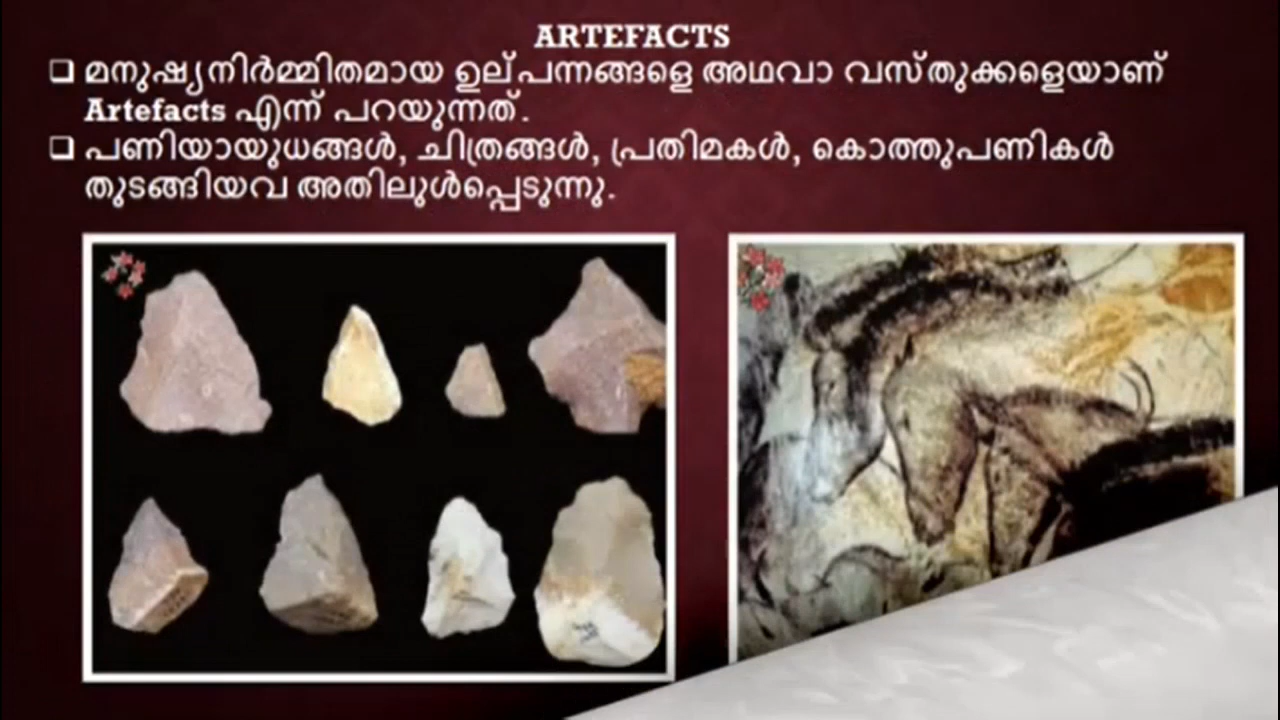 ARTEFACTS
❑ മനുഷ്യനിർമ്മിതമായ ഉല്പന്നങ്ങളെ അഥവാ വസ്തുക്കളെയാണ്
Artefacts എന്ന് പറയുന്നത്.
❑ പണിയായുധങ്ങൾ, ചിത്രങ്ങൾ, പ്രതിമകൾ, കൊത്തുപണികൾ
തുടങ്ങിയവ അതിലുൾപ്പെടുന്നു.